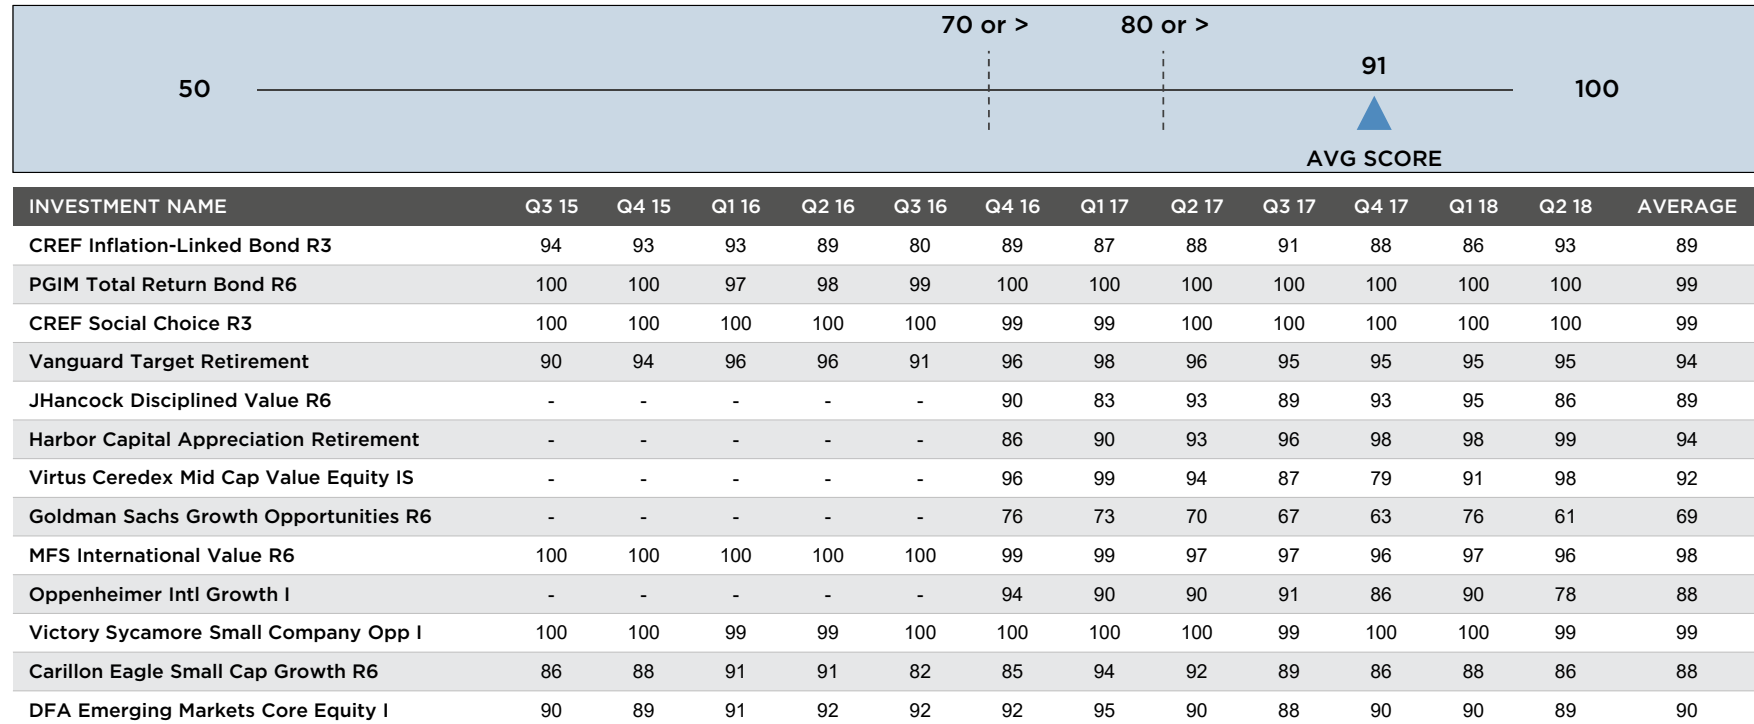 70 or > 80 or >
50 91 100
AVG SCORE
INVESTMENT NAME Q3 15 Q4 15 Q1 16 Q2 16 Q3 16 Q4 16 Q1 17 Q2 17 Q3 17 Q4 17 Q1 18 Q2 18 AVERAGE
CREF Inflation-Linked Bond R3 94 93 93 89 80 89 87 88 91 88 86 93 89
PGIM Total Return Bond R6 100 100 97 98 99 100 100 100 100 100 100 100 99
CREF Social Choice R3 100 100 100 100 100 99 99 100 100 100 100 100 99
Vanguard Target Retirement 90 94 96 96 91 96 98 96 95 95 95 95 94
JHancock Disciplined Value R6 - - - - - 90 83 93 89 93 95 86 89
Harbor Capital Appreciation Retirement - - - - - 86 90 93 96 98 98 99 94
Virtus Ceredex Mid Cap Value Equity IS - - - - - 96 99 94 87 79 91 98 92
Goldman Sachs Growth Opportunities R6 - - - - - 76 73 70 67 63 76 61 69
MFS International Value R6 100 100 100 100 100 99 99 97 97 96 97 96 98
Oppenheimer Intl Growth I - - - - - 94 90 90 91 86 90 78 88
Victory Sycamore Small Company Opp I 100 100 99 99 100 100 100 100 99 100 100 99 99
Carillon Eagle Small Cap Growth R6 86 88 91 91 82 85 94 92 89 86 88 86 88
DFA Emerging Markets Core Equity I 90 89 91 92 92 92 95 90 88 90 90 89 90